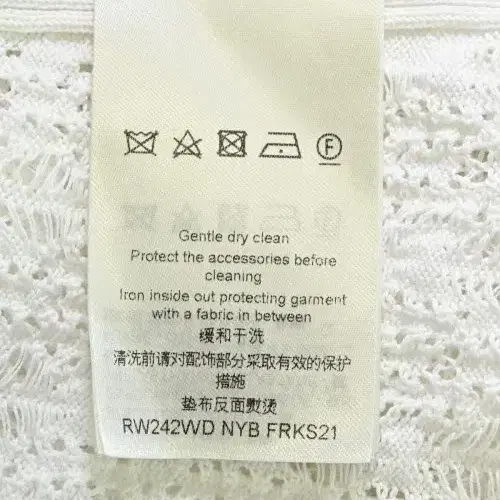 F
Gentle dry clean
Protect the accessories before
cleaning
Iron inside out protecting garment
with a fabric in between
缓和干洗
清洗前请对配饰部分采取有效的保护
措施
垫布反面熨烫
RW242WD NYB FRKS21